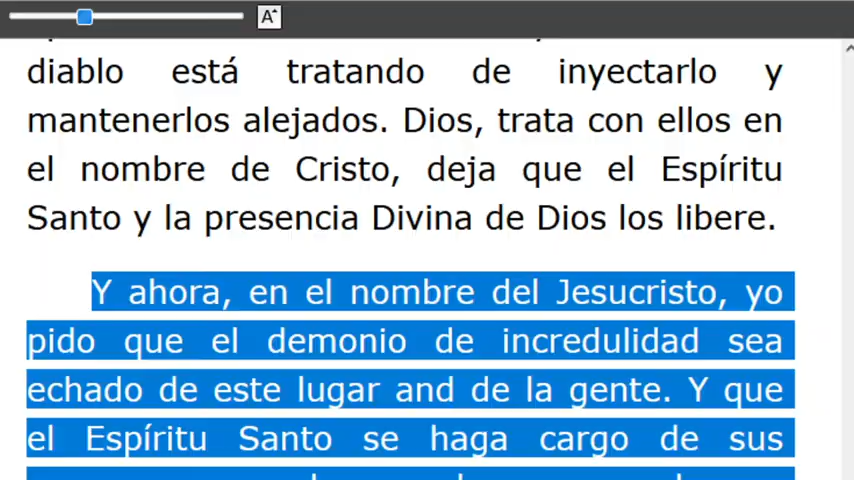 A
diablo está tratando de inyectarlo y
mantenerlos alejados. Dios, trata con ellos en
el nombre de Cristo, deja que el Espíritu
Santo y la presencia Divina de Dios los libere.
Y ahora, en el nombre del Jesucristo, yo
pido que el demonio de incredulidad sea
echado de este lugar and de la gente. Y que
el Espíritu Santo se haga cargo de sus